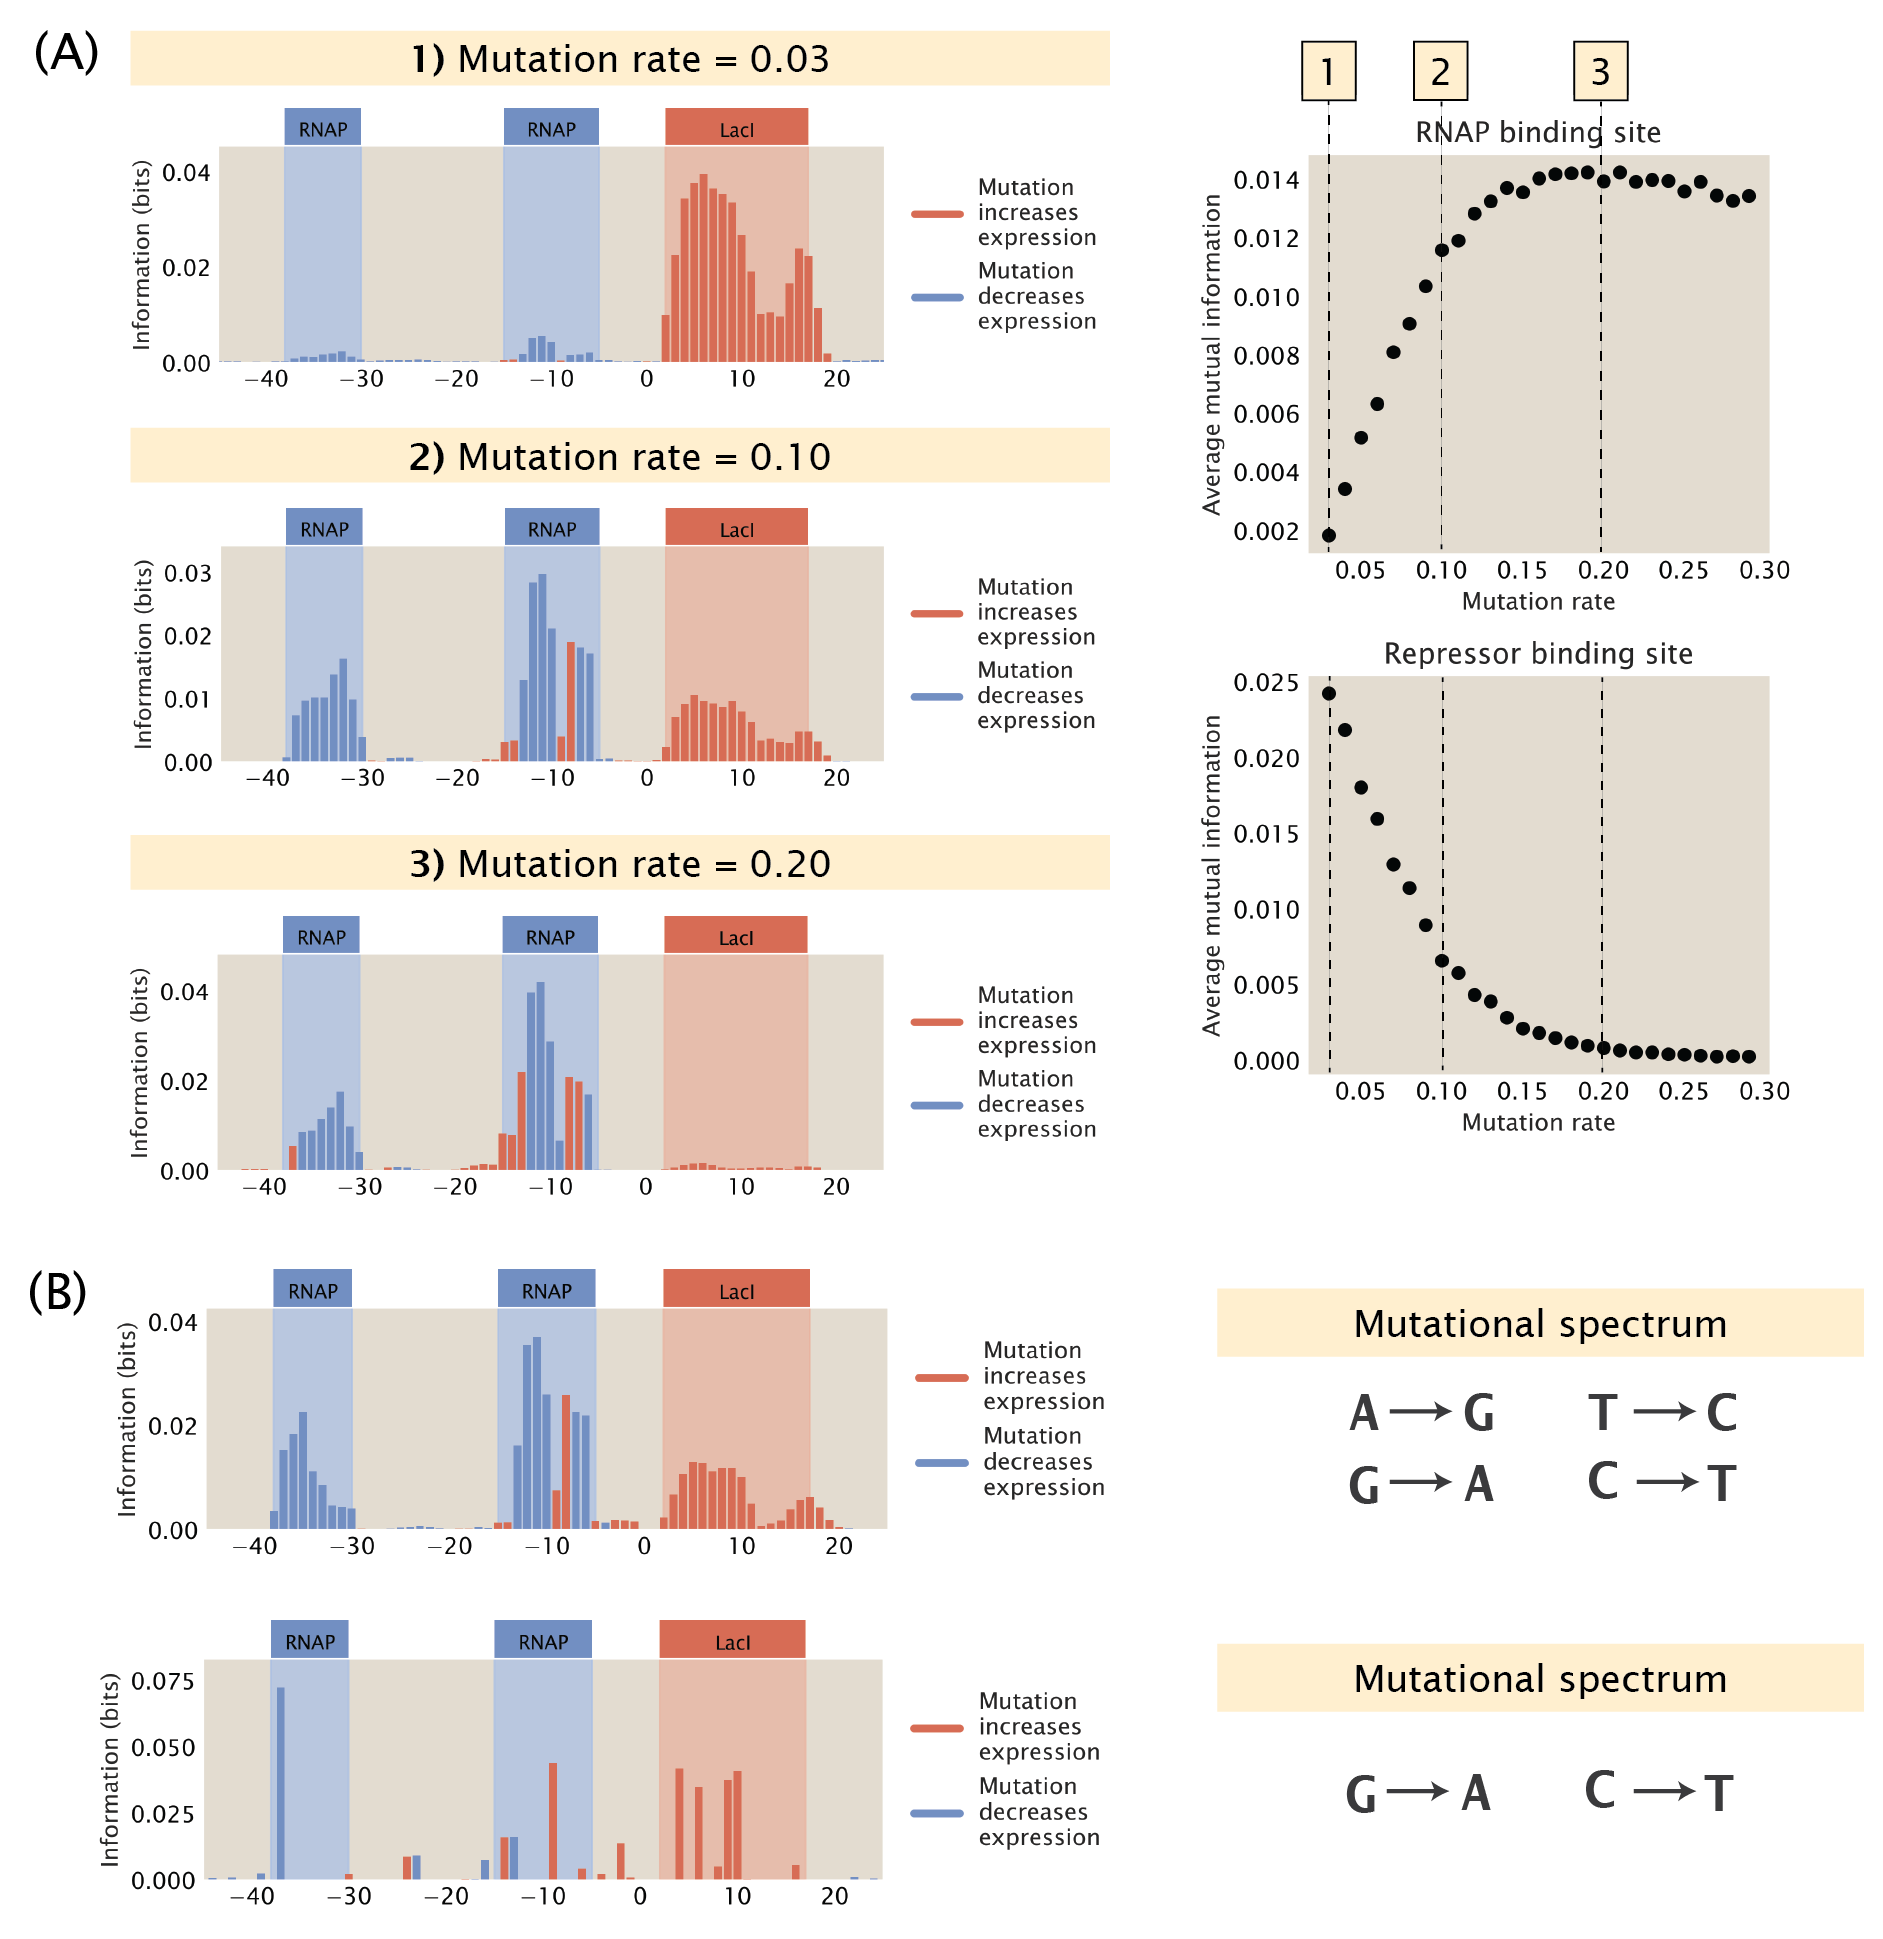 (A)
1) Mutation rate = 0.03
RNAP
RNAP
LacI
Information (bits)
0.04
0.02
0.00
−40
−30
−20
−10
0
10
20
Mutation
increases
expression
Mutation
decreases
expression
2) Mutation rate = 0.10
RNAP
RNAP
LacI
Information (bits)
0.03
0.02
0.01
0.00
−40
−30
−20
−10
0
10
20
Mutation
increases
expression
Mutation
decreases
expression
3) Mutation rate = 0.20
RNAP
RNAP
LacI
Information (bits)
0.04
0.02
0.00
−40
−30
−20
−10
0
10
20
Mutation
increases
expression
Mutation
decreases
expression
1
2
3
RNAP binding site
Average mutual information
0.014
0.012
0.010
0.008
0.006
0.004
0.002
0.05
0.10
0.15
0.20
0.25
0.30
Mutation rate
Repressor binding site
Average mutual information
0.025
0.020
0.015
0.010
0.005
0.000
0.05
0.10
0.15
0.20
0.25
0.30
Mutation rate
(B)
RNAP
RNAP
LacI
Information (bits)
0.04
0.02
0.00
−40
−30
−20
−10
0
10
20
Mutation
increases
expression
Mutation
decreases
expression
Mutational spectrum
A → G T → C
G → A C → T
RNAP
RNAP
LacI
Information (bits)
0.075
0.050
0.025
0.000
−40
−30
−20
−10
0
10
20
Mutation
increases
expression
Mutation
decreases
expression
Mutational spectrum
G → A C → T